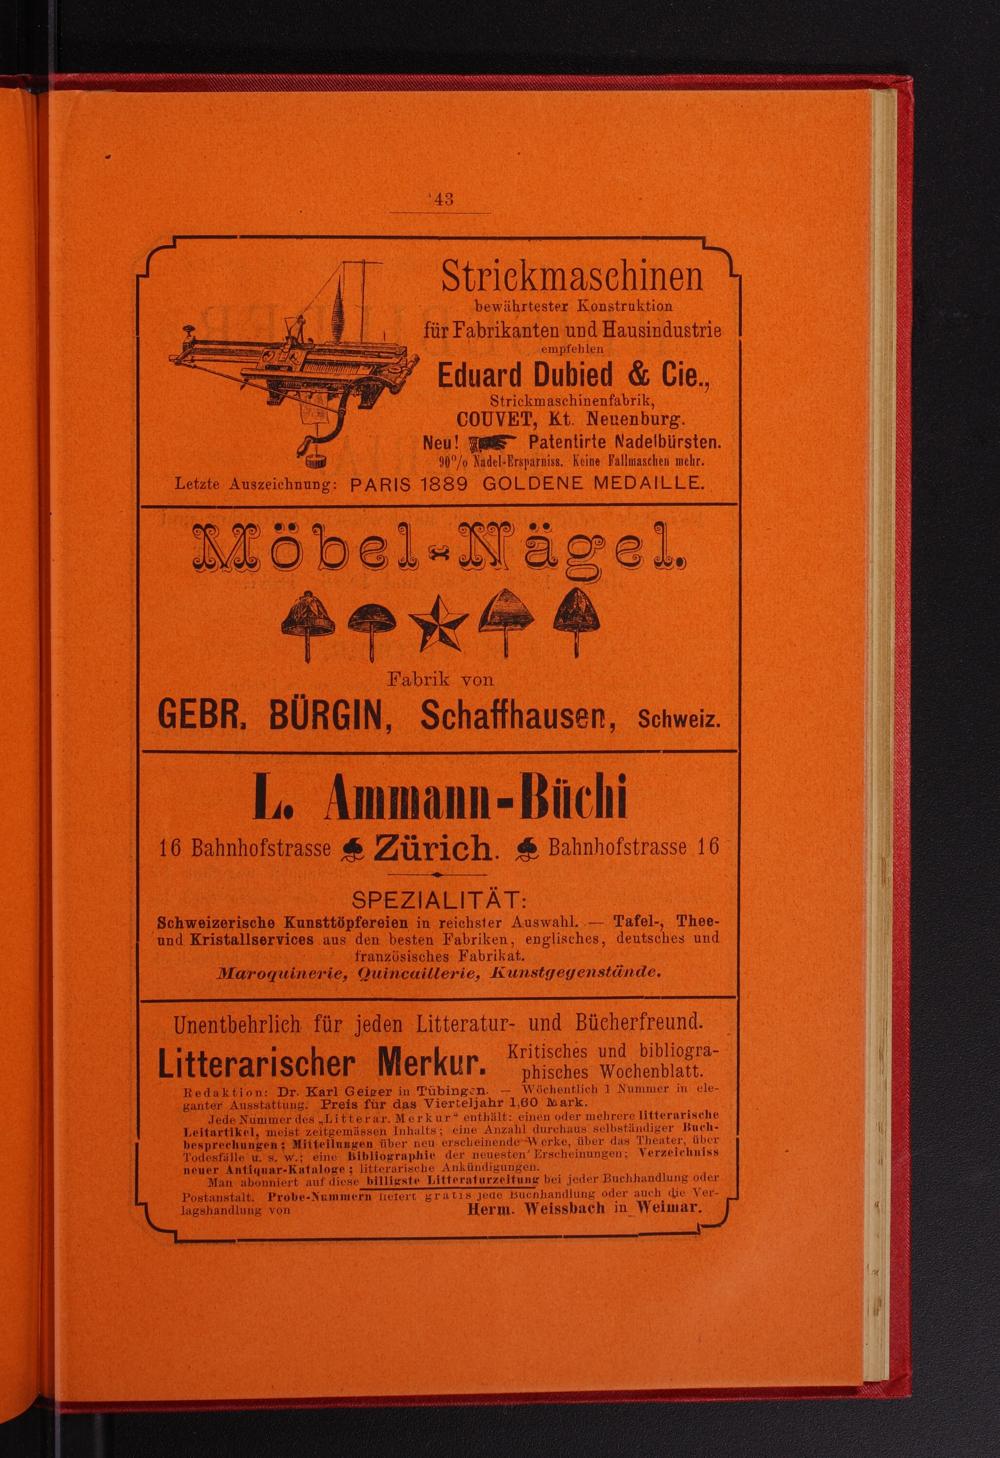 43
Strickmaschinen
bewährtester Konstruktion
für Fabrikanten und Hausindustrie
empfehlen
Eduard Dubied & Cie.,
Strickmaschinenfabrik,
COUVET, Kt. Neuenburg.
Neu! Patentirte Nadelbürsten.
90% Nadel-Ersparniss. Keine Fallmaschen mehr.
Letzte Auszeichnung: PARIS 1889 GOLDENE MEDAILLE.
Möbel-Nägel.
Fabrik von
GEBR. BÜRGIN, Schaffhausen, Schweiz.
L. Ammann-Büchi
16 Bahnhofstrasse Zürich. Bahnhofstrasse 16
SPEZIALITÄT:
Schweizerische Kunsttöpfereien in reichster Auswahl. — Tafel-, Thee-
und Kristallservices aus den besten Fabriken, englisches, deutsches und
französisches Fabrikat.
Maroquinerie, Quincaillerie, Kunstgegenstände.
Unentbehrlich für jeden Litteratur- und Bücherfreund.
Litterarischer Merkur. Kritisches und bibliogra-
phisches Wochenblatt.
Redaktion: Dr. Karl Geiger in Tübingen. — Wöchentlich 1 Nummer in ele-
ganter Ausstattung. Preis für das Vierteljahr 1,60 Mark.
Jede Nummer des „Litterar. Merkur“ enthält: einen oder mehrere litterarische
Leitartikel, meist zeitgemässen Inhalts; eine Anzahl durchaus selbständiger Buch-
besprechungen; Mitteilungen über neu erscheinende Werke, über das Theater, über
Todesfälle u. s. w.; eine Bibliographie der neuesten Erscheinungen; Verzeichniss
neuer Antiquar-Kataloge; litterarische Ankündigungen.
Man abonniert auf diese billigste Litteraturzeitung bei jeder Buchhandlung oder
Postanstalt. Probe-Nummern liefert gratis jede Buchhandlung oder auch die Ver-
lagshandlung von Herm. Weissbach in Weimar.